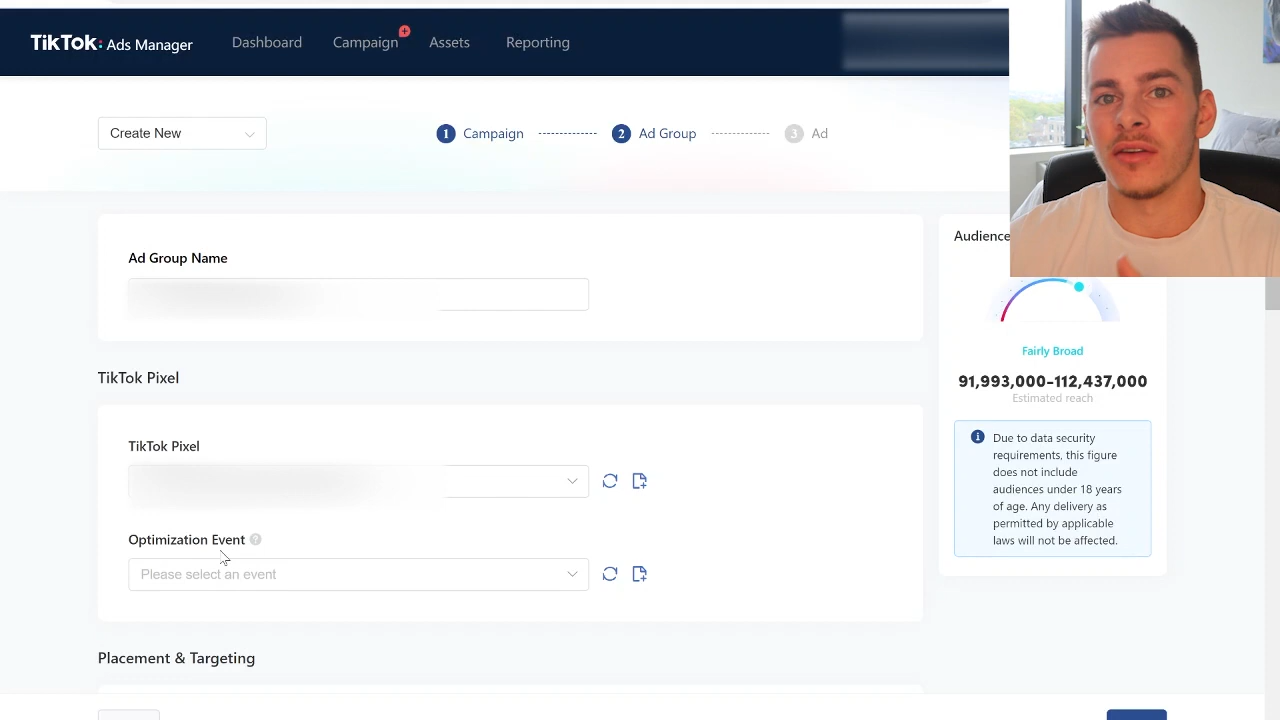 TikTok: Ads Manager
Dashboard
Campaign
Assets
Reporting
Create New
1 Campaign
2 Ad Group
3 Ad
Ad Group Name
Audience
Fairly Broad
91,993,000-112,437,000
Estimated reach
Due to data security
requirements, this figure
does not include
audiences under 18 years
of age. Any delivery as
permitted by applicable
laws will not be affected.
TikTok Pixel
TikTok Pixel
Optimization Event
Please select an event
Placement & Targeting